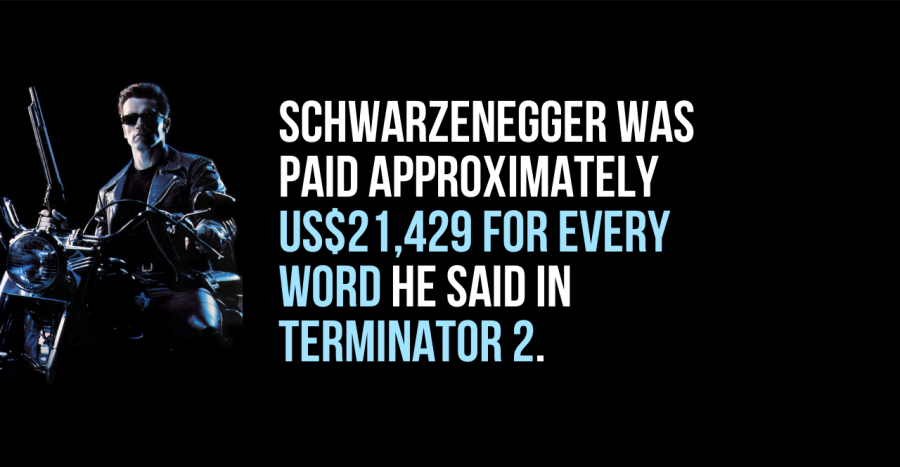 SCHWARZENEGGER WAS
PAID APPROXIMATELY
US$21,429 FOR EVERY
WORD HE SAID IN
TERMINATOR 2.